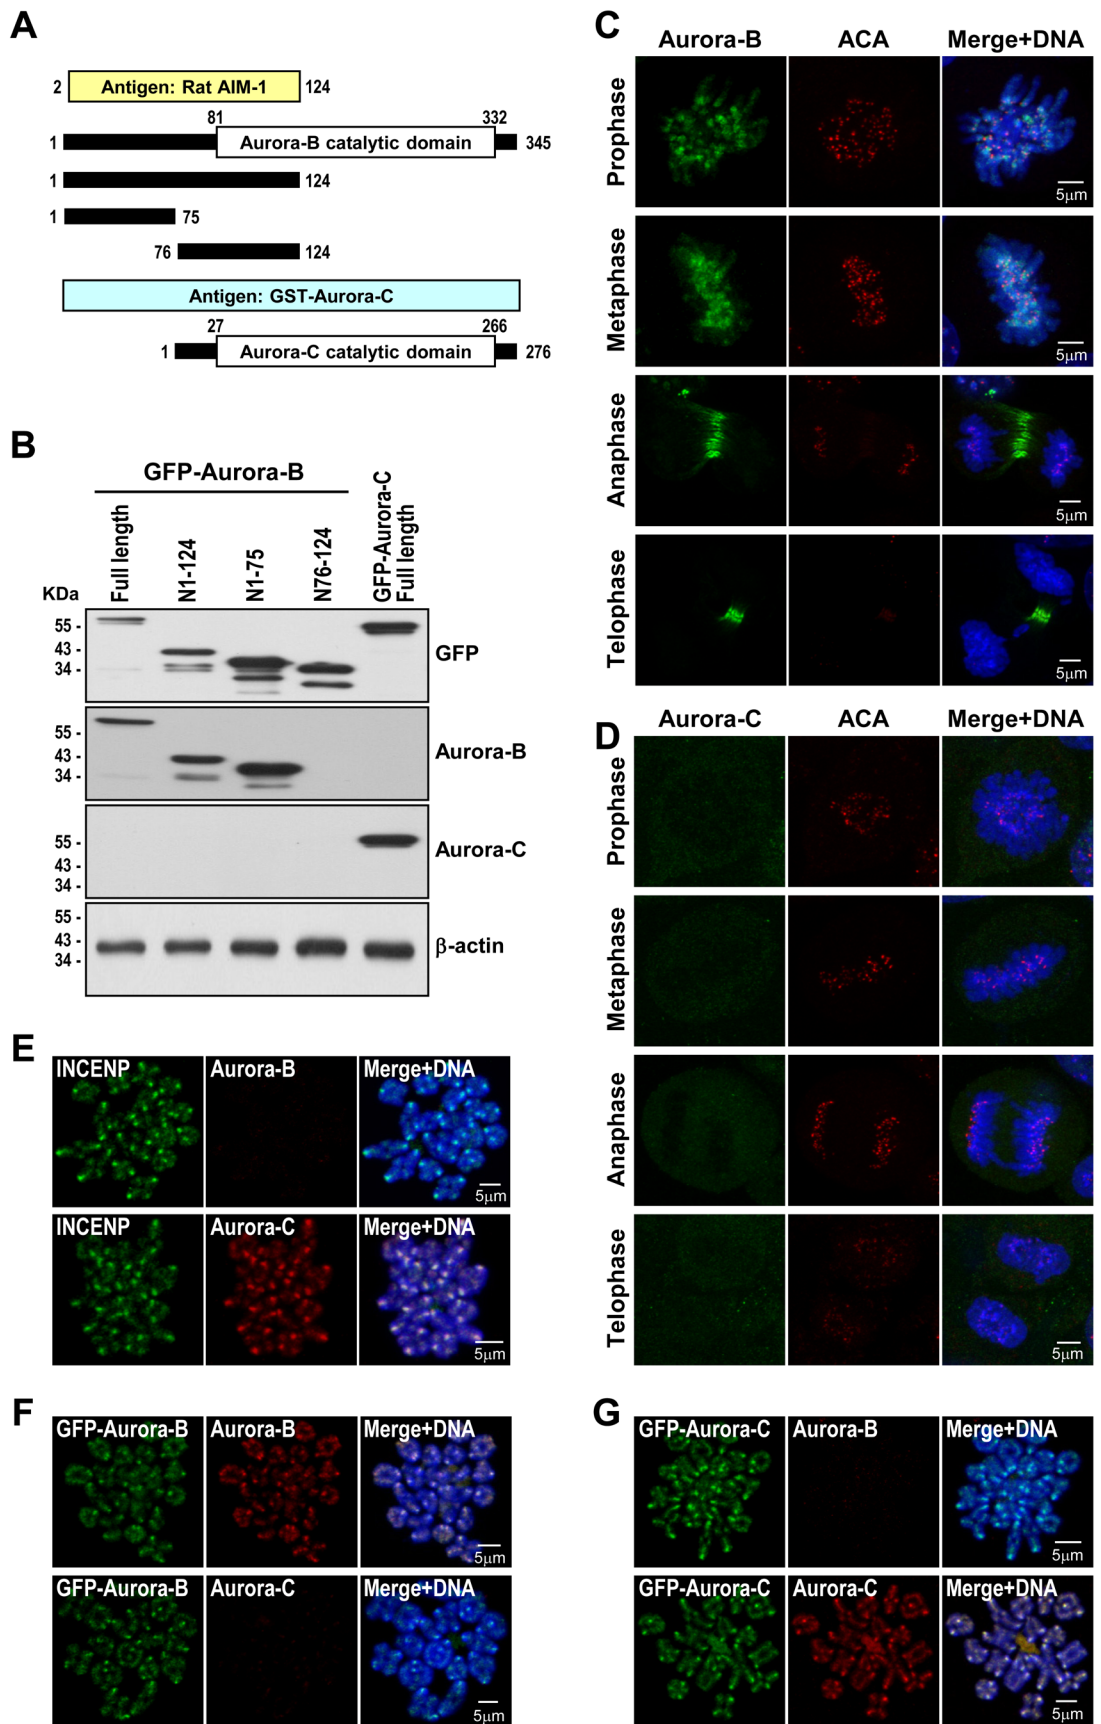 A
2 Antigen: Rat AIM-1 124
81 332
1 Aurora-B catalytic domain 345
1 124
1 75
76 124
Antigen: GST-Aurora-C
27 266
1 Aurora-C catalytic domain 276
B
GFP-Aurora-B
KDa
Full length
N1-124
N1-75
N76-124
GFP-Aurora-C
Full length
55 -
43 -
34 -
GFP
55 -
43 -
34 -
Aurora-B
55 -
43 -
34 -
Aurora-C
55 -
43 -
34 -
β-actin
C
Aurora-B ACA Merge+DNA
Prophase
5μm
Metaphase
5μm
Anaphase
5μm
Telophase
5μm
D
Aurora-C ACA Merge+DNA
Prophase
5μm
Metaphase
5μm
Anaphase
5μm
Telophase
5μm
E
INCENP Aurora-B Merge+DNA
5μm
INCENP Aurora-C Merge+DNA
5μm
F
GFP-Aurora-B Aurora-B Merge+DNA
5μm
GFP-Aurora-B Aurora-C Merge+DNA
5μm
G
GFP-Aurora-C Aurora-B Merge+DNA
5μm
GFP-Aurora-C Aurora-C Merge+DNA
5μm